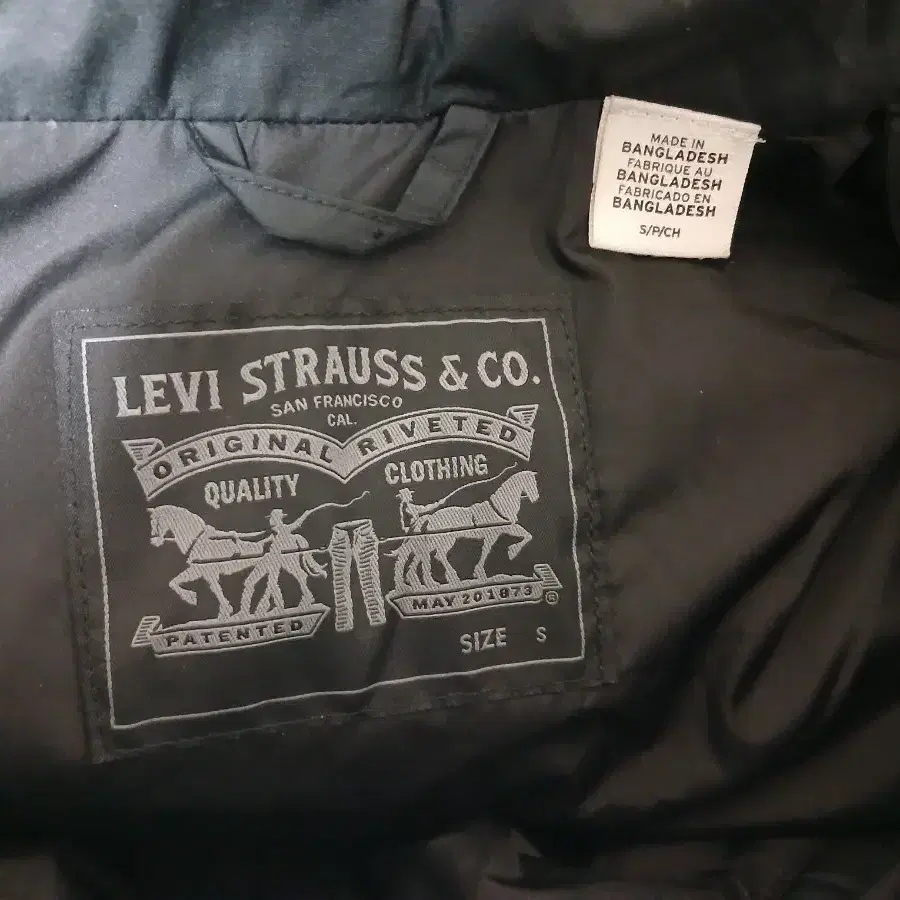 MADE IN
BANGLADESH
FABRIQUE AU
BANGLADESH
FABRICADO EN
BANGLADESH
S/P/CH
LEVI STRAUSS & CO.
SAN FRANCISCO
CAL.
ORIGINAL RIVETED
QUALITY CLOTHING
PATENTED MAY 20 1873 ®
SIZE S